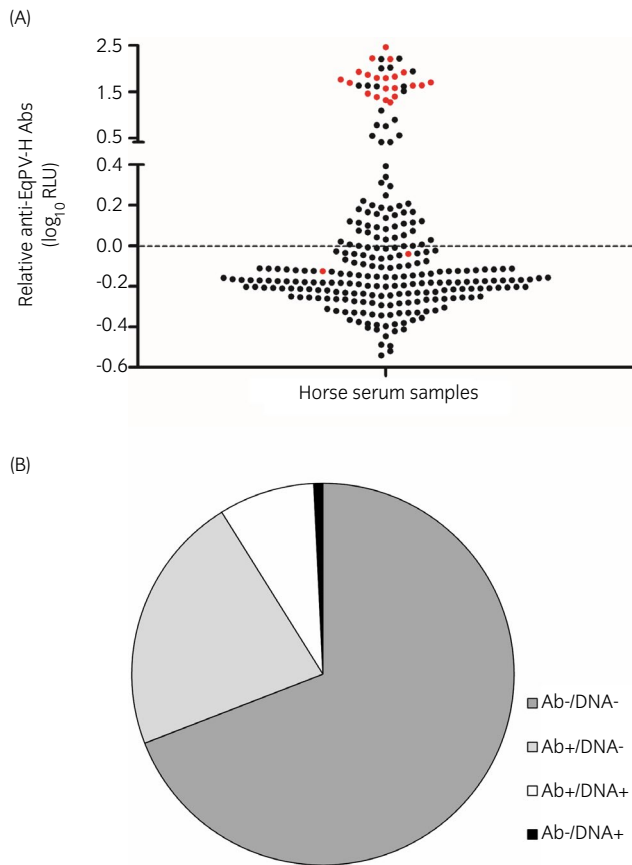 (A)
2.5
1.5
0.5
0.4
0.2
0.0
-0.2
-0.4
-0.6
Relative anti-EqPV-H Abs
(log₁₀ RLU)
Horse serum samples
(B)
Ab-/DNA-
Ab+/DNA-
Ab+/DNA+
Ab-/DNA+